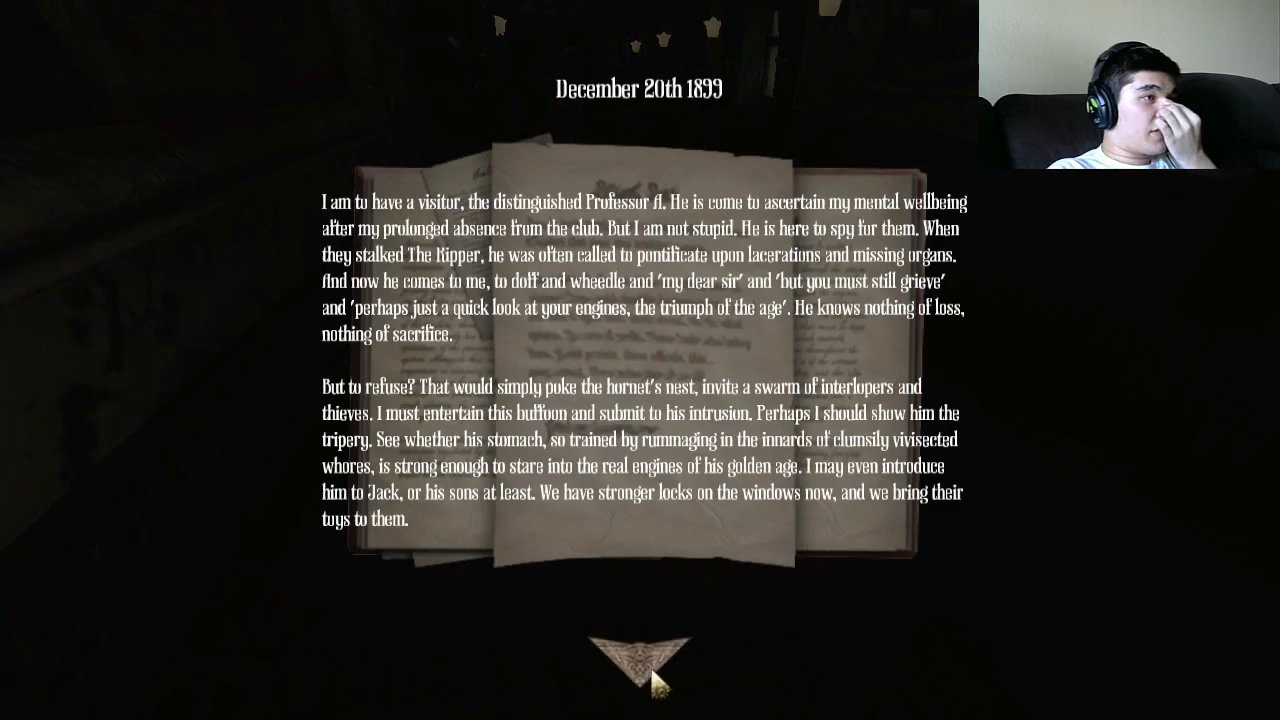 December 20th 1899
I am to have a visitor, the distinguished Professor A. He is come to ascertain my mental wellbeing
after my prolonged absence from the club. But I am not stupid. He is here to spy for them. When
they stalked The Ripper, he was often called to pontificate upon lacerations and missing organs.
And now he comes to me, to doff and wheedle and 'my dear sir' and 'but you must still grieve'
and 'perhaps just a quick look at your engines, the triumph of the age'. He knows nothing of loss,
nothing of sacrifice.
But to refuse? That would simply poke the hornet's nest, invite a swarm of interlopers and
thieves. I must entertain this buffoon and submit to his intrusion. Perhaps I should show him the
tripery. See whether his stomach, so trained by rummaging in the innards of clumsily vivisected
whores, is strong enough to stare into the real engines of his golden age. I may even introduce
him to Jack, or his sons at least. We have stronger locks on the windows now, and we bring their
toys to them.